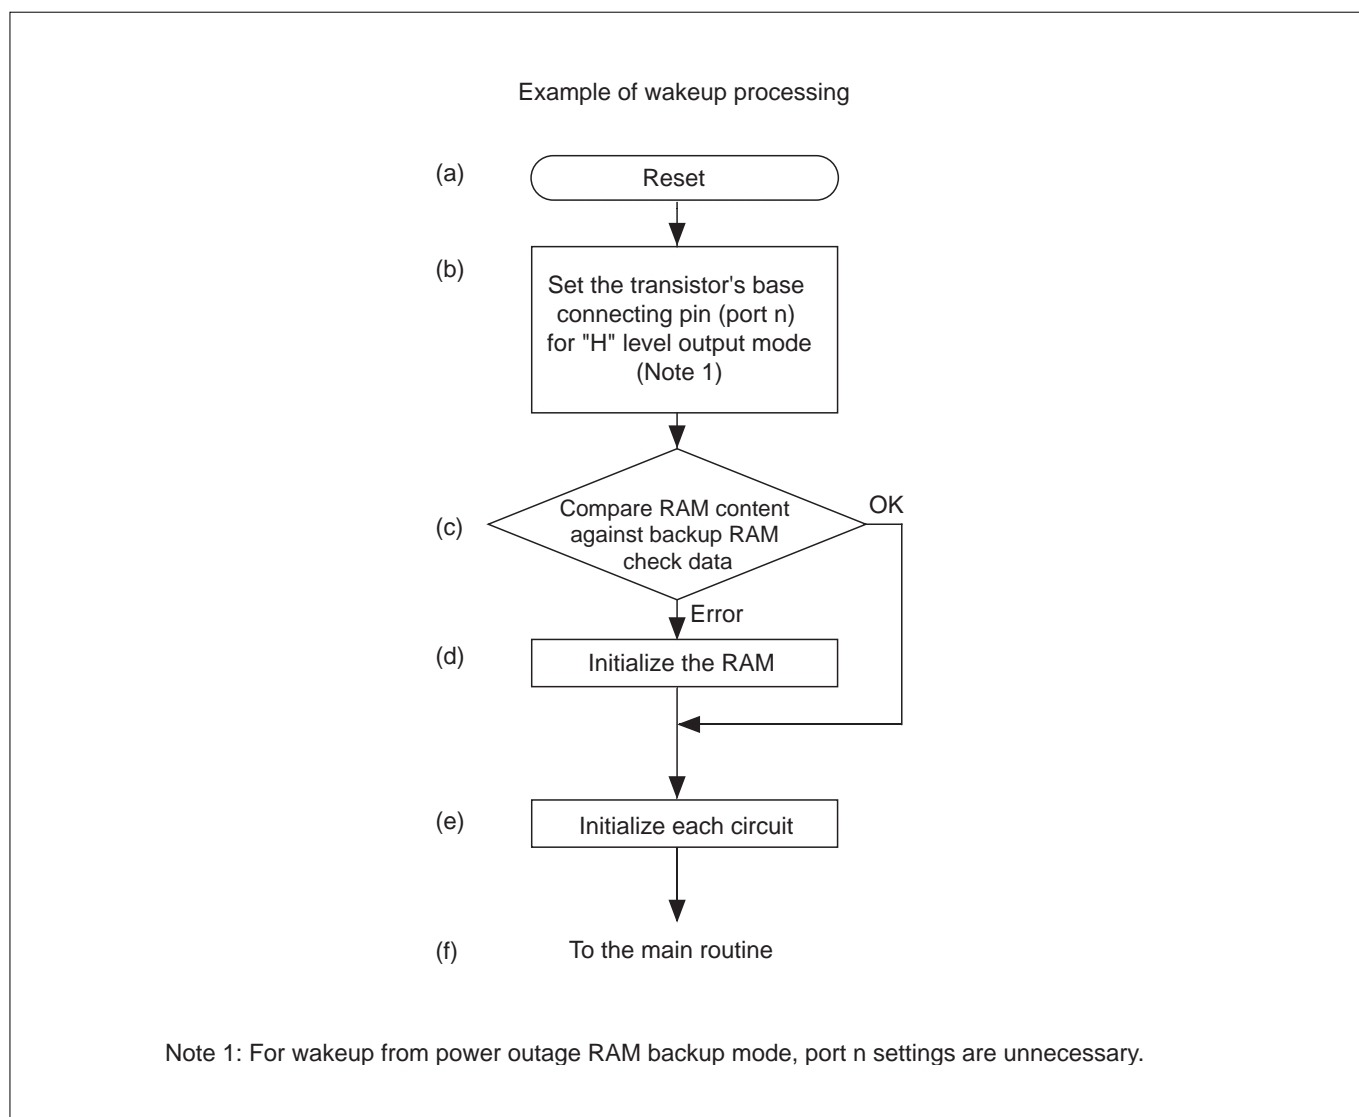 Example of wakeup processing
(a)
Reset
(b)
Set the transistor's base
connecting pin (port n)
for "H" level output mode
(Note 1)
(c)
Compare RAM content
against backup RAM
check data
OK
Error
(d)
Initialize the RAM
(e)
Initialize each circuit
(f)
To the main routine
Note 1: For wakeup from power outage RAM backup mode, port n settings are unnecessary.